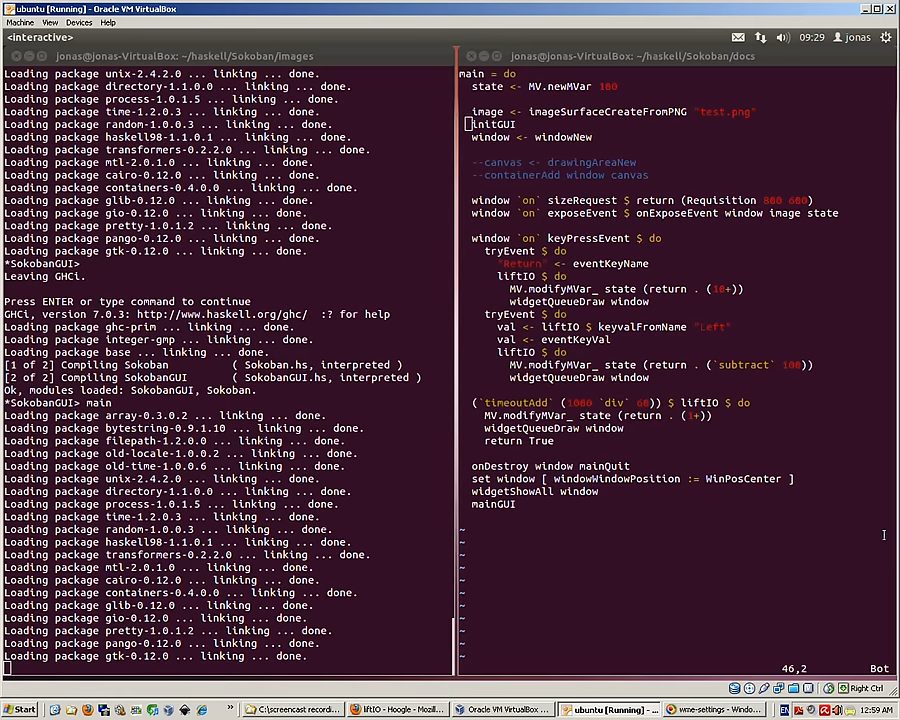 ubuntu [Running] - Oracle VM VirtualBox
Machine View Devices Help
<interactive>
09:29 jonas
jonas@jonas-VirtualBox: ~/haskell/Sokoban/images
Loading package unix-2.4.2.0 ... linking ... done.
Loading package directory-1.1.0.0 ... linking ... done.
Loading package process-1.0.1.5 ... linking ... done.
Loading package time-1.2.0.3 ... linking ... done.
Loading package random-1.0.0.3 ... linking ... done.
Loading package haskell98-1.1.0.1 ... linking ... done.
Loading package transformers-0.2.2.0 ... linking ... done.
Loading package mtl-2.0.1.0 ... linking ... done.
Loading package cairo-0.12.0 ... linking ... done.
Loading package containers-0.4.0.0 ... linking ... done.
Loading package glib-0.12.0 ... linking ... done.
Loading package gio-0.12.0 ... linking ... done.
Loading package pretty-1.0.1.2 ... linking ... done.
Loading package pango-0.12.0 ... linking ... done.
Loading package gtk-0.12.0 ... linking ... done.
*SokobanGUI>
Leaving GHCi.
Press ENTER or type command to continue
GHCi, version 7.0.3: http://www.haskell.org/ghc/  :? for help
Loading package ghc-prim ... linking ... done.
Loading package integer-gmp ... linking ... done.
Loading package base ... linking ... done.
[1 of 2] Compiling Sokoban          ( Sokoban.hs, interpreted )
[2 of 2] Compiling SokobanGUI       ( SokobanGUI.hs, interpreted )
Ok, modules loaded: SokobanGUI, Sokoban.
*SokobanGUI> main
Loading package array-0.3.0.2 ... linking ... done.
Loading package bytestring-0.9.1.10 ... linking ... done.
Loading package filepath-1.2.0.0 ... linking ... done.
Loading package old-locale-1.0.0.2 ... linking ... done.
Loading package old-time-1.0.0.6 ... linking ... done.
Loading package unix-2.4.2.0 ... linking ... done.
Loading package directory-1.1.0.0 ... linking ... done.
Loading package process-1.0.1.5 ... linking ... done.
Loading package time-1.2.0.3 ... linking ... done.
Loading package random-1.0.0.3 ... linking ... done.
Loading package haskell98-1.1.0.1 ... linking ... done.
Loading package transformers-0.2.2.0 ... linking ... done.
Loading package mtl-2.0.1.0 ... linking ... done.
Loading package cairo-0.12.0 ... linking ... done.
Loading package containers-0.4.0.0 ... linking ... done.
Loading package glib-0.12.0 ... linking ... done.
Loading package gio-0.12.0 ... linking ... done.
Loading package pretty-1.0.1.2 ... linking ... done.
Loading package pango-0.12.0 ... linking ... done.
Loading package gtk-0.12.0 ... linking ... done.
jonas@jonas-VirtualBox: ~/haskell/Sokoban/docs
main = do
  state <- MV.newMVar 100
  image <- imageSurfaceCreateFromPNG "test.png"
  initGUI
  window <- windowNew
  --canvas <- drawingAreaNew
  --containerAdd window canvas
  window `on` sizeRequest $ return (Requisition 800 600)
  window `on` exposeEvent $ onExposeEvent window image state
  window `on` keyPressEvent $ do
    tryEvent $ do
      "Return" <- eventKeyName
      liftIO $ do
        MV.modifyMVar_ state (return . (10+))
        widgetQueueDraw window
    tryEvent $ do
      val <- liftIO $ keyvalFromName "Left"
      val <- eventKeyVal
      liftIO $ do
        MV.modifyMVar_ state (return . (`subtract` 100))
        widgetQueueDraw window
  (`timeoutAdd` (1000 `div` 60)) $ liftIO $ do
    MV.modifyMVar_ state (return . (1+))
    widgetQueueDraw window
    return True
  onDestroy window mainQuit
  set window [ windowWindowPosition := WinPosCenter ]
  widgetShowAll window
  mainGUI
~
~
~
~
~
~
~
~
~
~
~
46,2 Bot
Right Ctrl
Start
C:\screencast recordi...
liftIO - Hoogle - Mozill...
Oracle VM VirtualBox ...
ubuntu [Running] - ...
wme-settings - Windo...
EN
12:59 AM